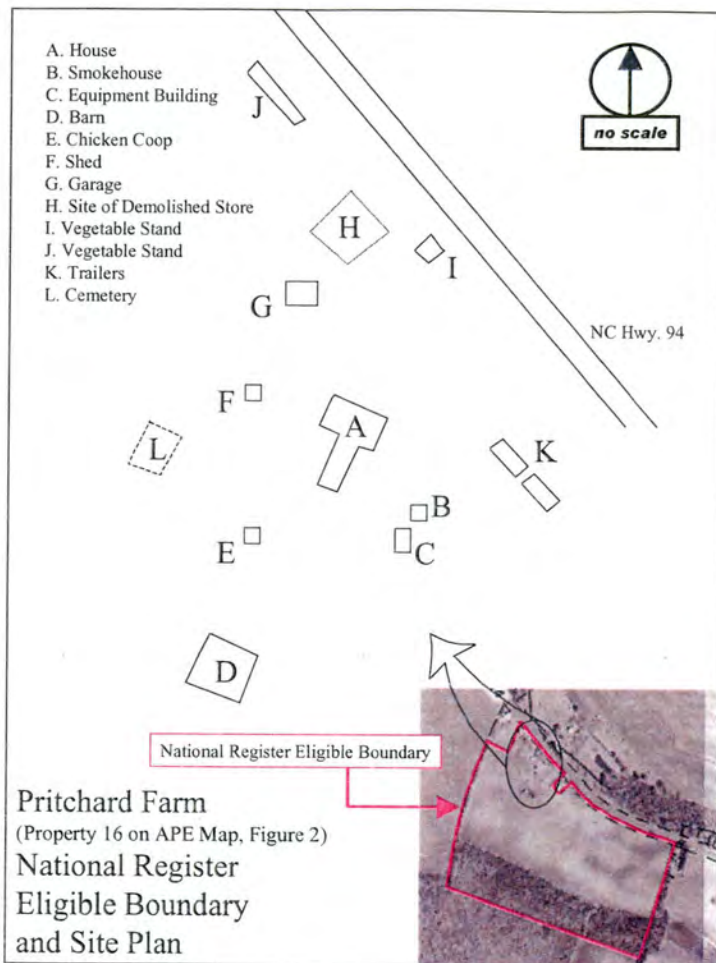 A. House
B. Smokehouse
C. Equipment Building
D. Barn
E. Chicken Coop
F. Shed
G. Garage
H. Site of Demolished Store
I. Vegetable Stand
J. Vegetable Stand
K. Trailers
L. Cemetery
no scale
J
H
I
G
NC Hwy. 94
F
A
L
K
B
E
C
D
National Register Eligible Boundary
Pritchard Farm
(Property 16 on APE Map, Figure 2)
National Register
Eligible Boundary
and Site Plan